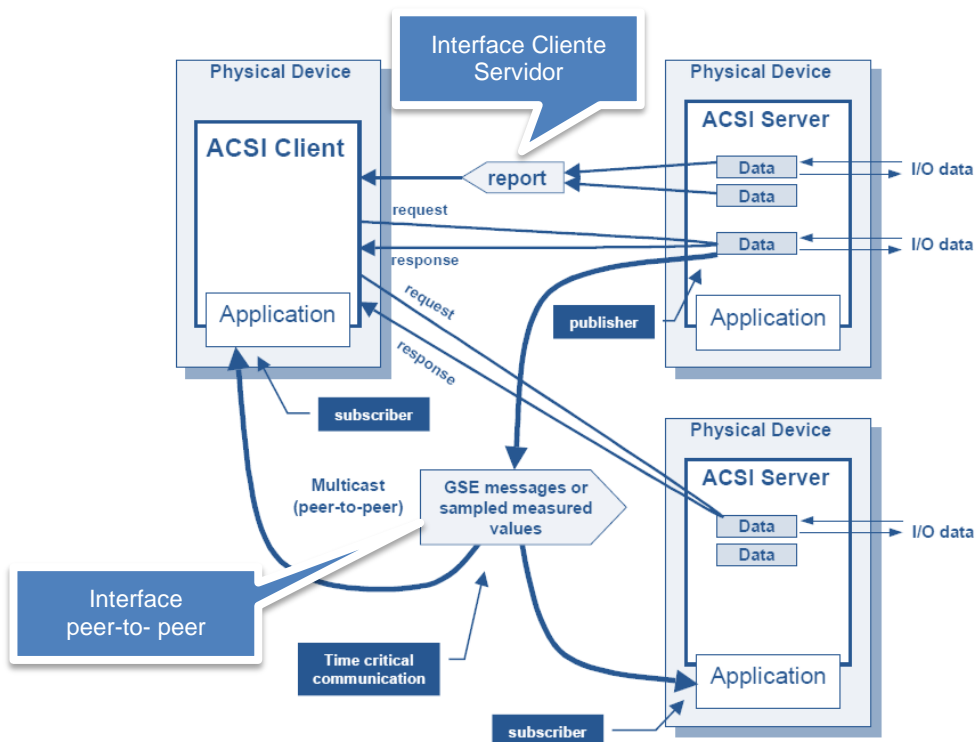 Interface Cliente
Servidor
Physical Device
ACSI Client
Application
report
request
response
request
response
Physical Device
ACSI Server
Data
Data
Data
Application
I/O data
I/O data
publisher
subscriber
Multicast
(peer-to-peer)
GSE messages or
sampled measured
values
Interface
peer-to- peer
Time critical
communication
Physical Device
ACSI Server
Data
Data
I/O data
Application
subscriber